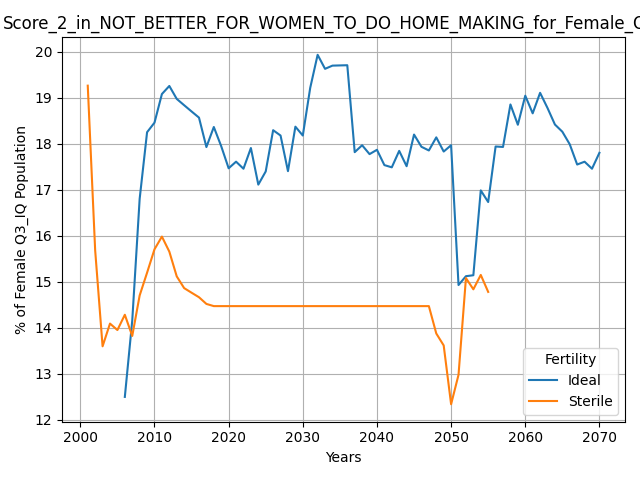 Score_2_in_NOT_BETTER_FOR_WOMEN_TO_DO_HOME_MAKING_for_Female_
% of Female Q3_IQ Population
20
19
18
17
16
15
14
13
12
Fertility
Ideal
Sterile
2000 2010 2020 2030 2040 2050 2060 2070
Years